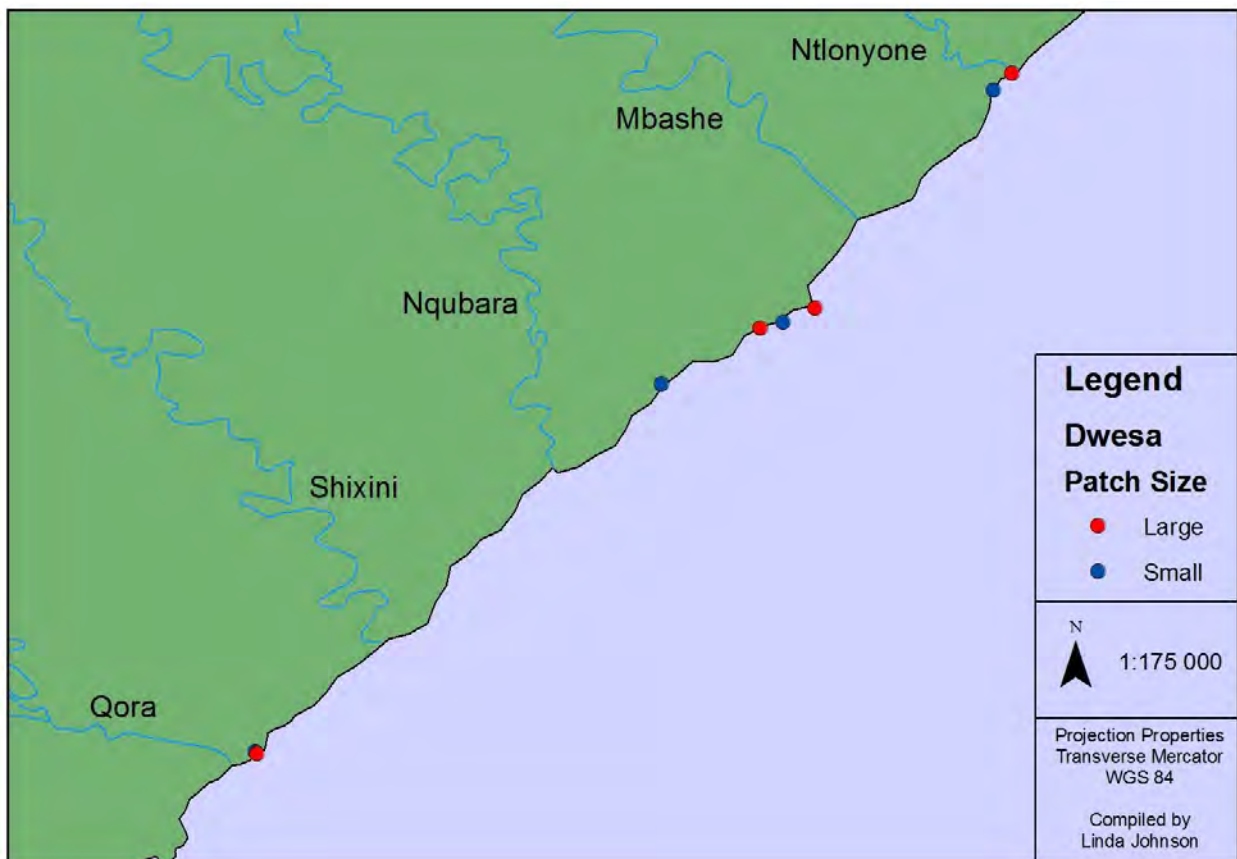 Ntlonyone
Mbashe
Nqubara
Shixini
Qora
Legend
Dwesa
Patch Size
Large
Small
N
1:175 000
Projection Properties
Transverse Mercator
WGS 84
Compiled by
Linda Johnson